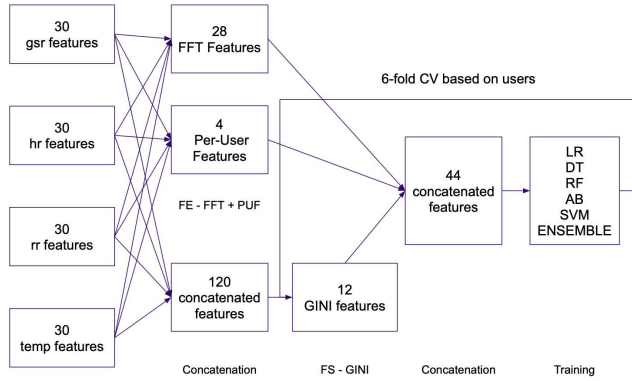 30
gsr features
30
hr features
30
rr features
30
temp features
28
FFT Features
4
Per-User
Features
FE - FFT + PUF
120
concatenated
features
12
GINI features
6-fold CV based on users
44
concatenated
features
LR
DT
RF
AB
SVM
ENSEMBLE
Concatenation
FS - GINI
Concatenation
Training